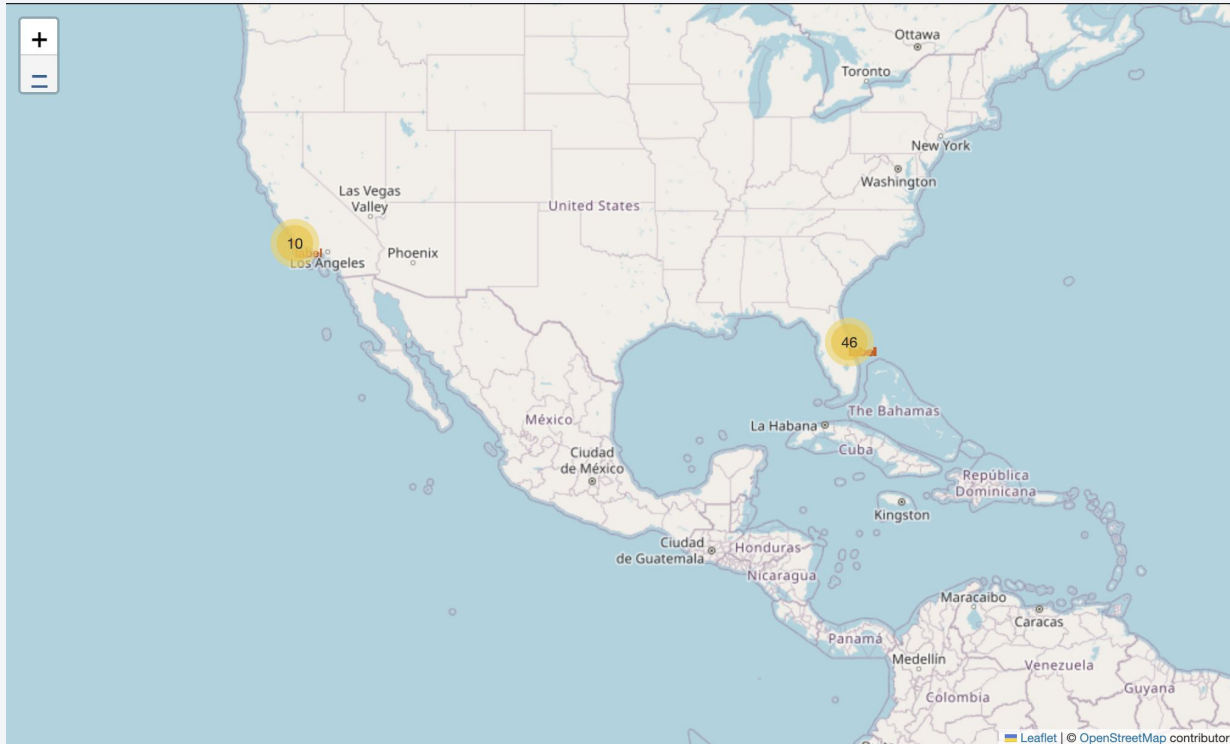 +
−
Ottawa
Toronto
New York
Washington
Las Vegas
Valley
United States
10
Los Angeles
Phoenix
46
label
México
La Habana
The Bahamas
Cuba
Ciudad
de México
República
Dominicana
Kingston
Ciudad
de Guatemala
Honduras
Nicaragua
Maracaibo
Caracas
Panamá
Medellín
Venezuela
Colombia
Guyana
Leaflet | © OpenStreetMap contributor